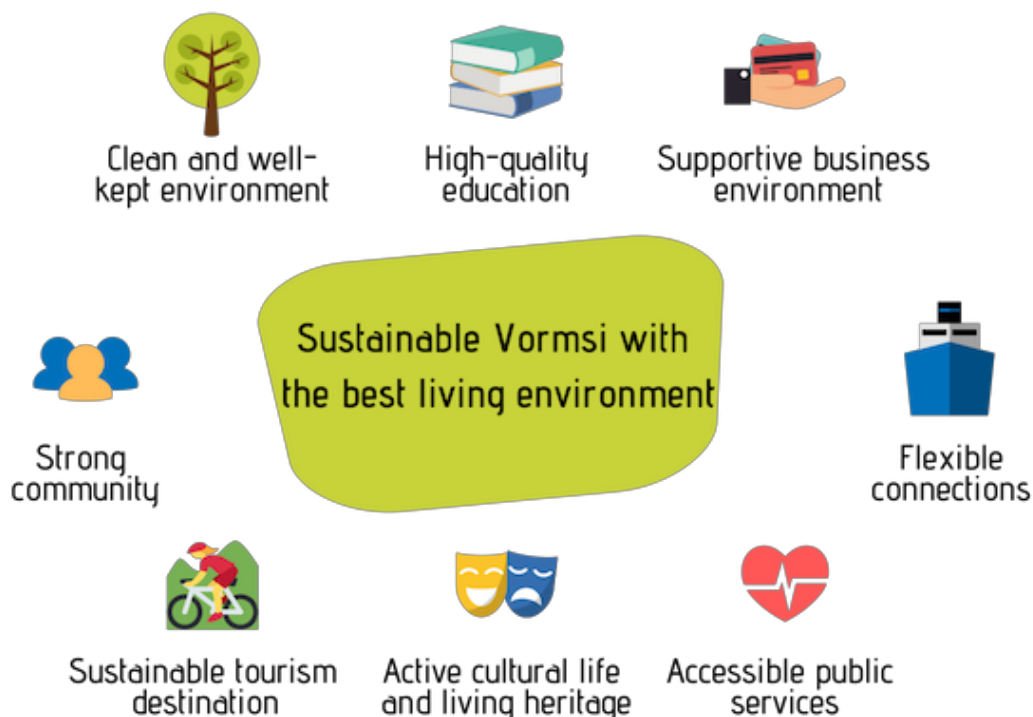 Clean and well-
kept environment
High-quality
education
Supportive business
environment
Sustainable Vormsi with
the best living environment
Strong
community
Flexible
connections
Sustainable tourism
destination
Active cultural life
and living heritage
Accessible public
services